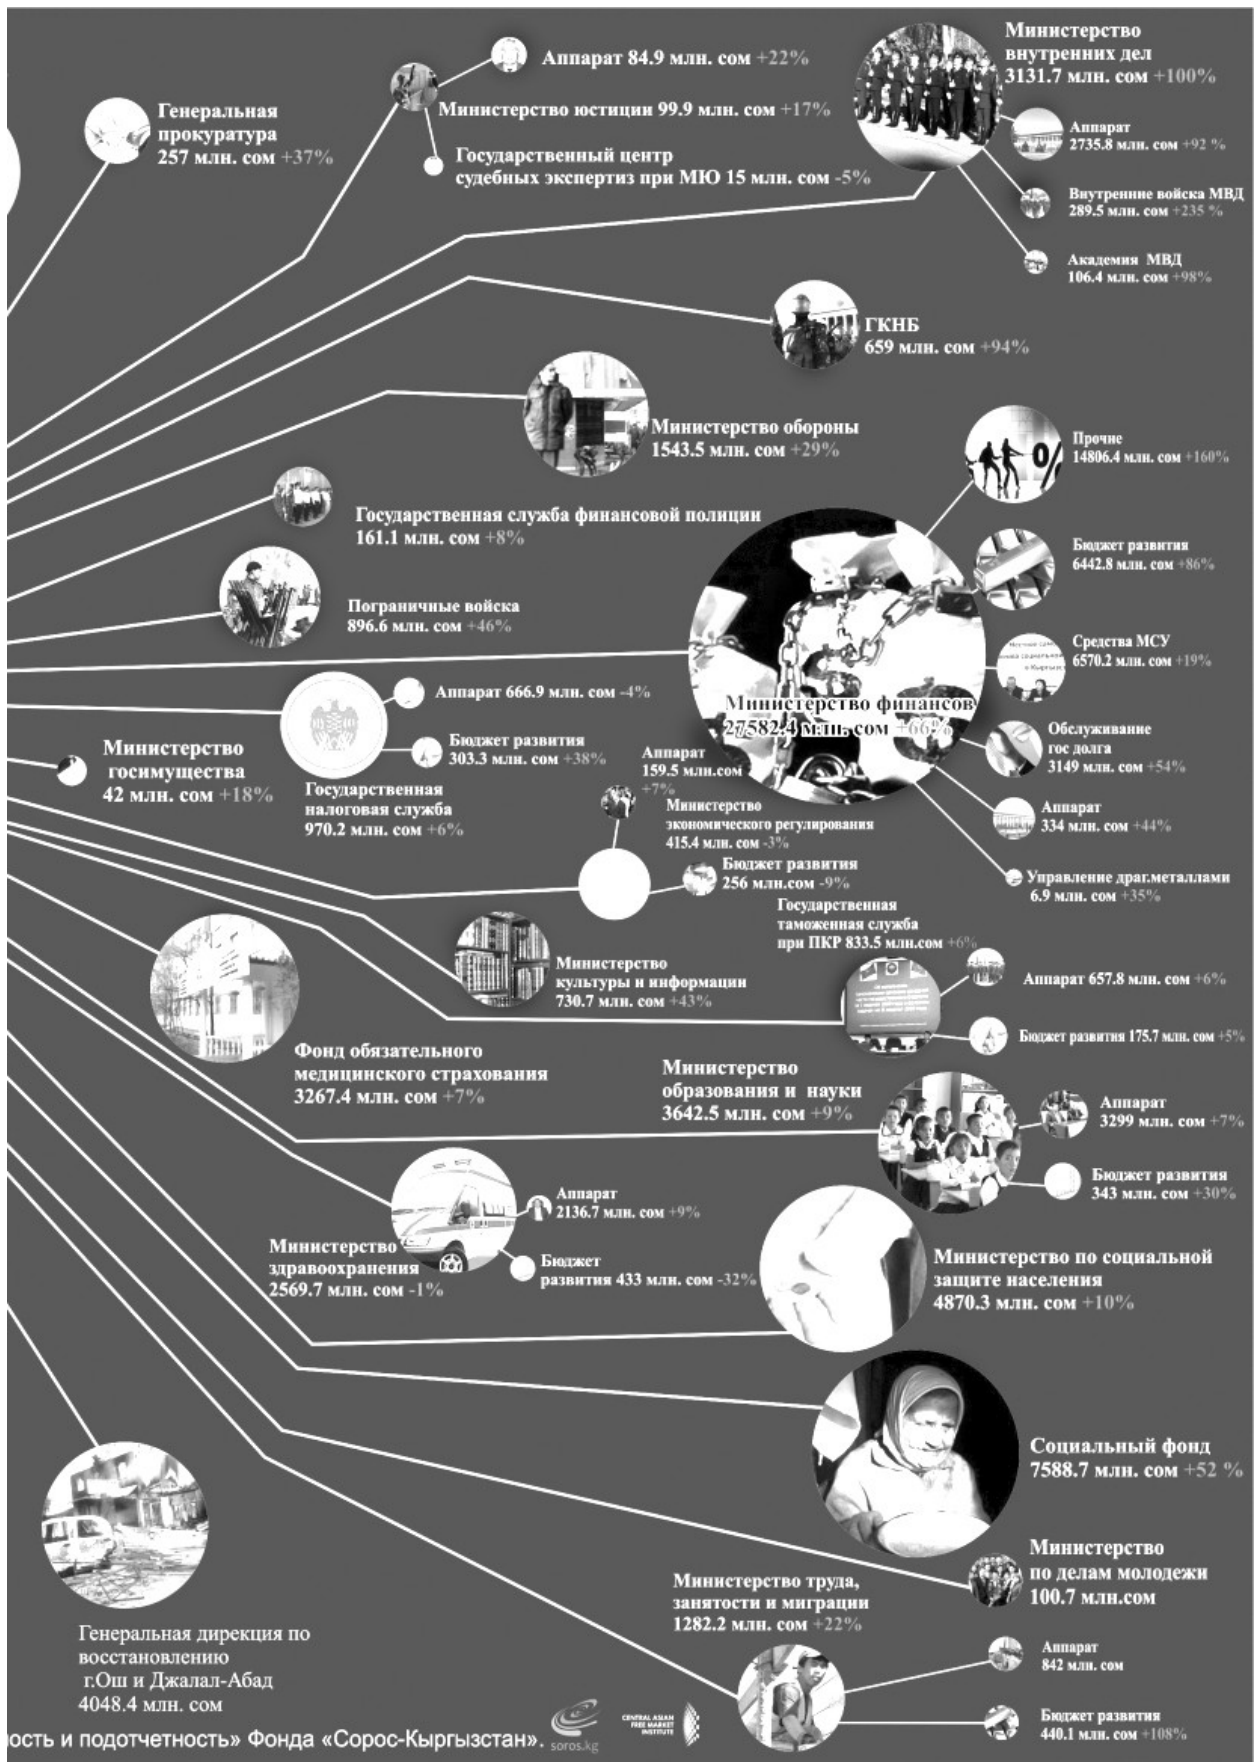 Генеральная
прокуратура
257 млн. сом +37%
Аппарат 84.9 млн. сом +22%
Министерство юстиции 99.9 млн. сом +17%
Государственный центр
судебных экспертиз при МЮ 15 млн. сом -5%
Министерство
внутренних дел
3131.7 млн. сом +100%
Аппарат
2735.8 млн. сом +92 %
Внутренние войска МВД
289.5 млн. сом +235 %
Академия МВД
106.4 млн. сом +98%
ГКНБ
659 млн. сом +94%
Министерство обороны
1543.5 млн. сом +29%
Государственная служба финансовой полиции
161.1 млн. сом +8%
Пограничные войска
896.6 млн. сом +46%
Прочие
14806.4 млн. сом +160%
Бюджет развития
6442.8 млн. сом +86%
Средства МСУ
6570.2 млн. сом +19%
Министерство финансов
27582.4 млн. сом +66%
Обслуживание
гос долга
3149 млн. сом +54%
Аппарат
334 млн. сом +44%
Управление драг.металлами
6.9 млн. сом +35%
Аппарат 666.9 млн. сом -4%
Бюджет развития
303.3 млн. сом +38%
Государственная
налоговая служба
970.2 млн. сом +6%
Министерство
госимущества
42 млн. сом +18%
Аппарат
159.5 млн.сом
+7%
Министерство
экономического регулирования
415.4 млн. сом -3%
Бюджет развития
256 млн.сом -9%
Государственная
таможенная служба
при ПКР 833.5 млн.сом +6%
Аппарат 657.8 млн. сом +6%
Бюджет развития 175.7 млн. сом +5%
Министерство
культуры и информации
730.7 млн. сом +43%
Фонд обязательного
медицинского страхования
3267.4 млн. сом +7%
Министерство
образования и науки
3642.5 млн. сом +9%
Аппарат
3299 млн. сом +7%
Бюджет развития
343 млн. сом +30%
Аппарат
2136.7 млн. сом +9%
Министерство
здравоохранения
2569.7 млн. сом -1%
Бюджет
развития 433 млн. сом -32%
Министерство по социальной
защите населения
4870.3 млн. сом +10%
Социальный фонд
7588.7 млн. сом +52 %
Министерство
по делам молодежи
100.7 млн.сом
Министерство труда,
занятости и миграции
1282.2 млн. сом +22%
Аппарат
842 млн. сом
Бюджет развития
440.1 млн. сом +108%
Генеральная дирекция по
восстановлению
г.Ош и Джалал-Абад
4048.4 млн. сом
ость и подотчетность» Фонда «Сорос-Кыргызстан».
soros.kg
CENTRAL ASIAN
FREE MARKET
INSTITUTE